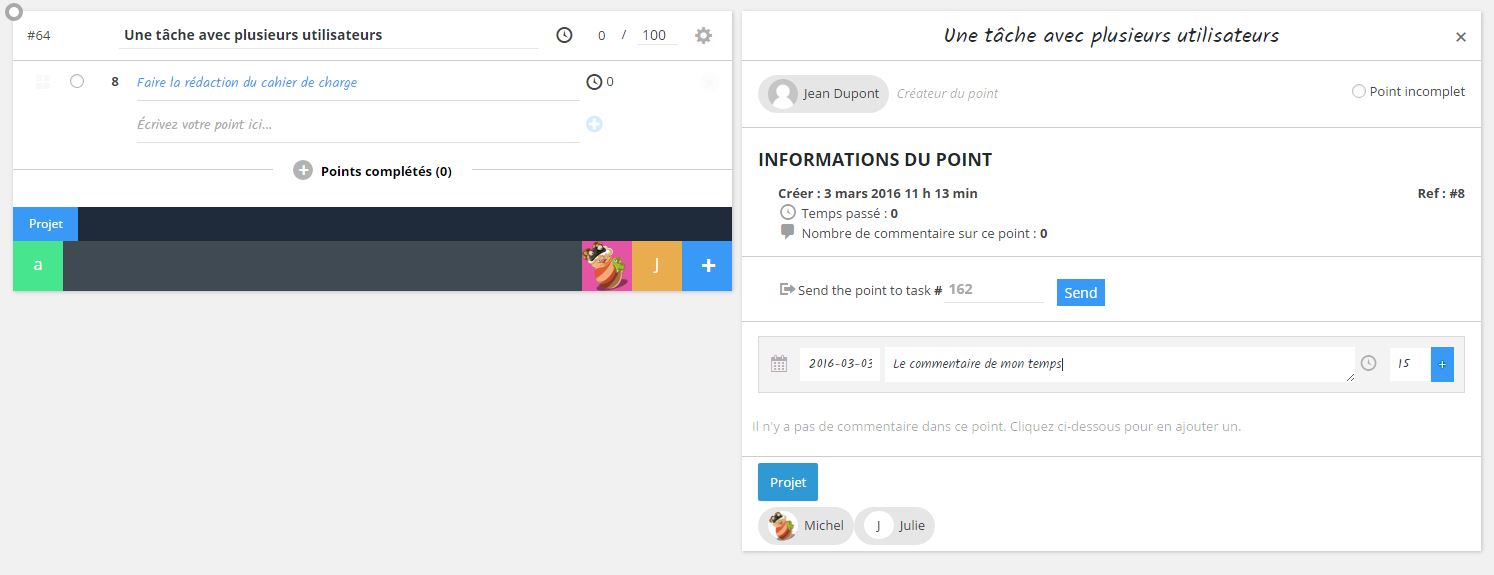 #64 Une tâche avec plusieurs utilisateurs 0 / 100
8 Faire la rédaction du cahier de charge 0
Écrivez votre point ici...
Points complétés (0)
Projet
a J +
Une tâche avec plusieurs utilisateurs ×
Jean Dupont Créateur du point Point incomplet
INFORMATIONS DU POINT
Créer : 3 mars 2016 11 h 13 min Ref : #8
Temps passé : 0
Nombre de commentaire sur ce point : 0
Send the point to task # 162 Send
2016-03-03 Le commentaire de mon temps 15 +
Il n'y a pas de commentaire dans ce point. Cliquez ci-dessous pour en ajouter un.
Projet
Michel J Julie